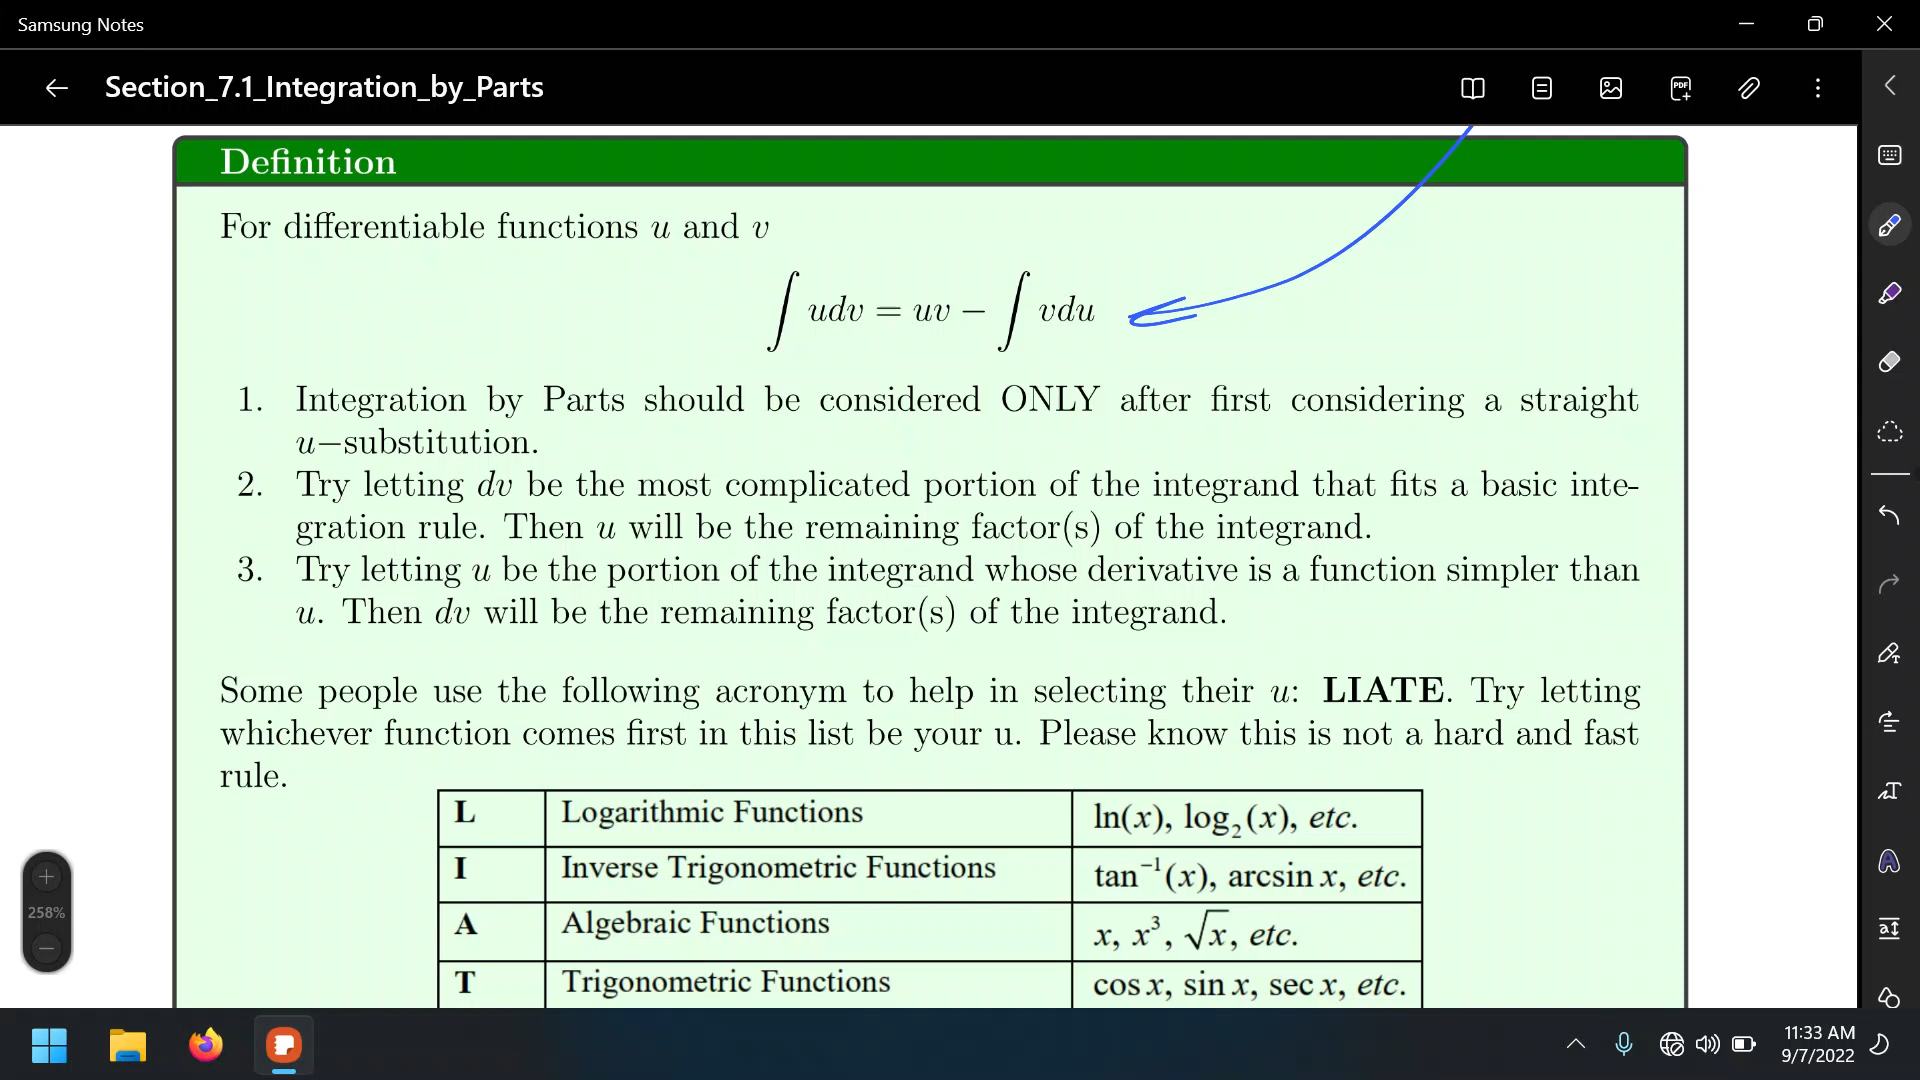 Samsung Notes
Section_7.1_Integration_by_Parts
Definition
For differentiable functions u and v
∫ udv = uv − ∫ vdu
1. Integration by Parts should be considered ONLY after first considering a straight
u−substitution.
2. Try letting dv be the most complicated portion of the integrand that fits a basic inte-
gration rule. Then u will be the remaining factor(s) of the integrand.
3. Try letting u be the portion of the integrand whose derivative is a function simpler than
u. Then dv will be the remaining factor(s) of the integrand.
Some people use the following acronym to help in selecting their u: LIATE. Try letting
whichever function comes first in this list be your u. Please know this is not a hard and fast
rule.
L Logarithmic Functions ln(x), log₂(x), etc.
I Inverse Trigonometric Functions tan⁻¹(x), arcsin x, etc.
A Algebraic Functions x, x³, √x, etc.
T Trigonometric Functions cos x, sin x, sec x, etc.
258%
PDF
11:33 AM
9/7/2022